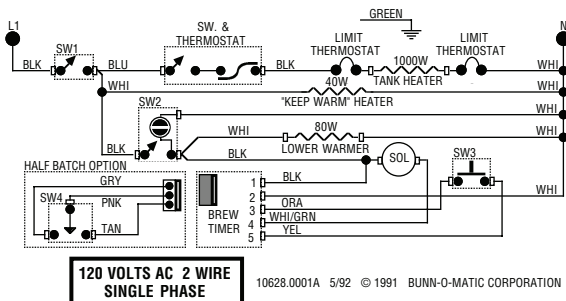 GREEN
L1
N
SW1
SW. &
THERMOSTAT
LIMIT
THERMOSTAT
LIMIT
THERMOSTAT
BLK
BLU
BLK
1000W
WHI
TANK HEATER
WHI
40W
WHI
"KEEP WARM" HEATER
SW2
WHI
WHI
80W
WHI
BLK
LOWER WARMER
BLK
SOL
SW3
HALF BATCH OPTION
GRY
SW4
PNK
TAN
BREW
TIMER
1
2
3
4
5
BLK
WHI
ORA
WHI/GRN
YEL
120 VOLTS AC 2 WIRE
SINGLE PHASE
10628.0001A 5/92 © 1991 BUNN-O-MATIC CORPORATION